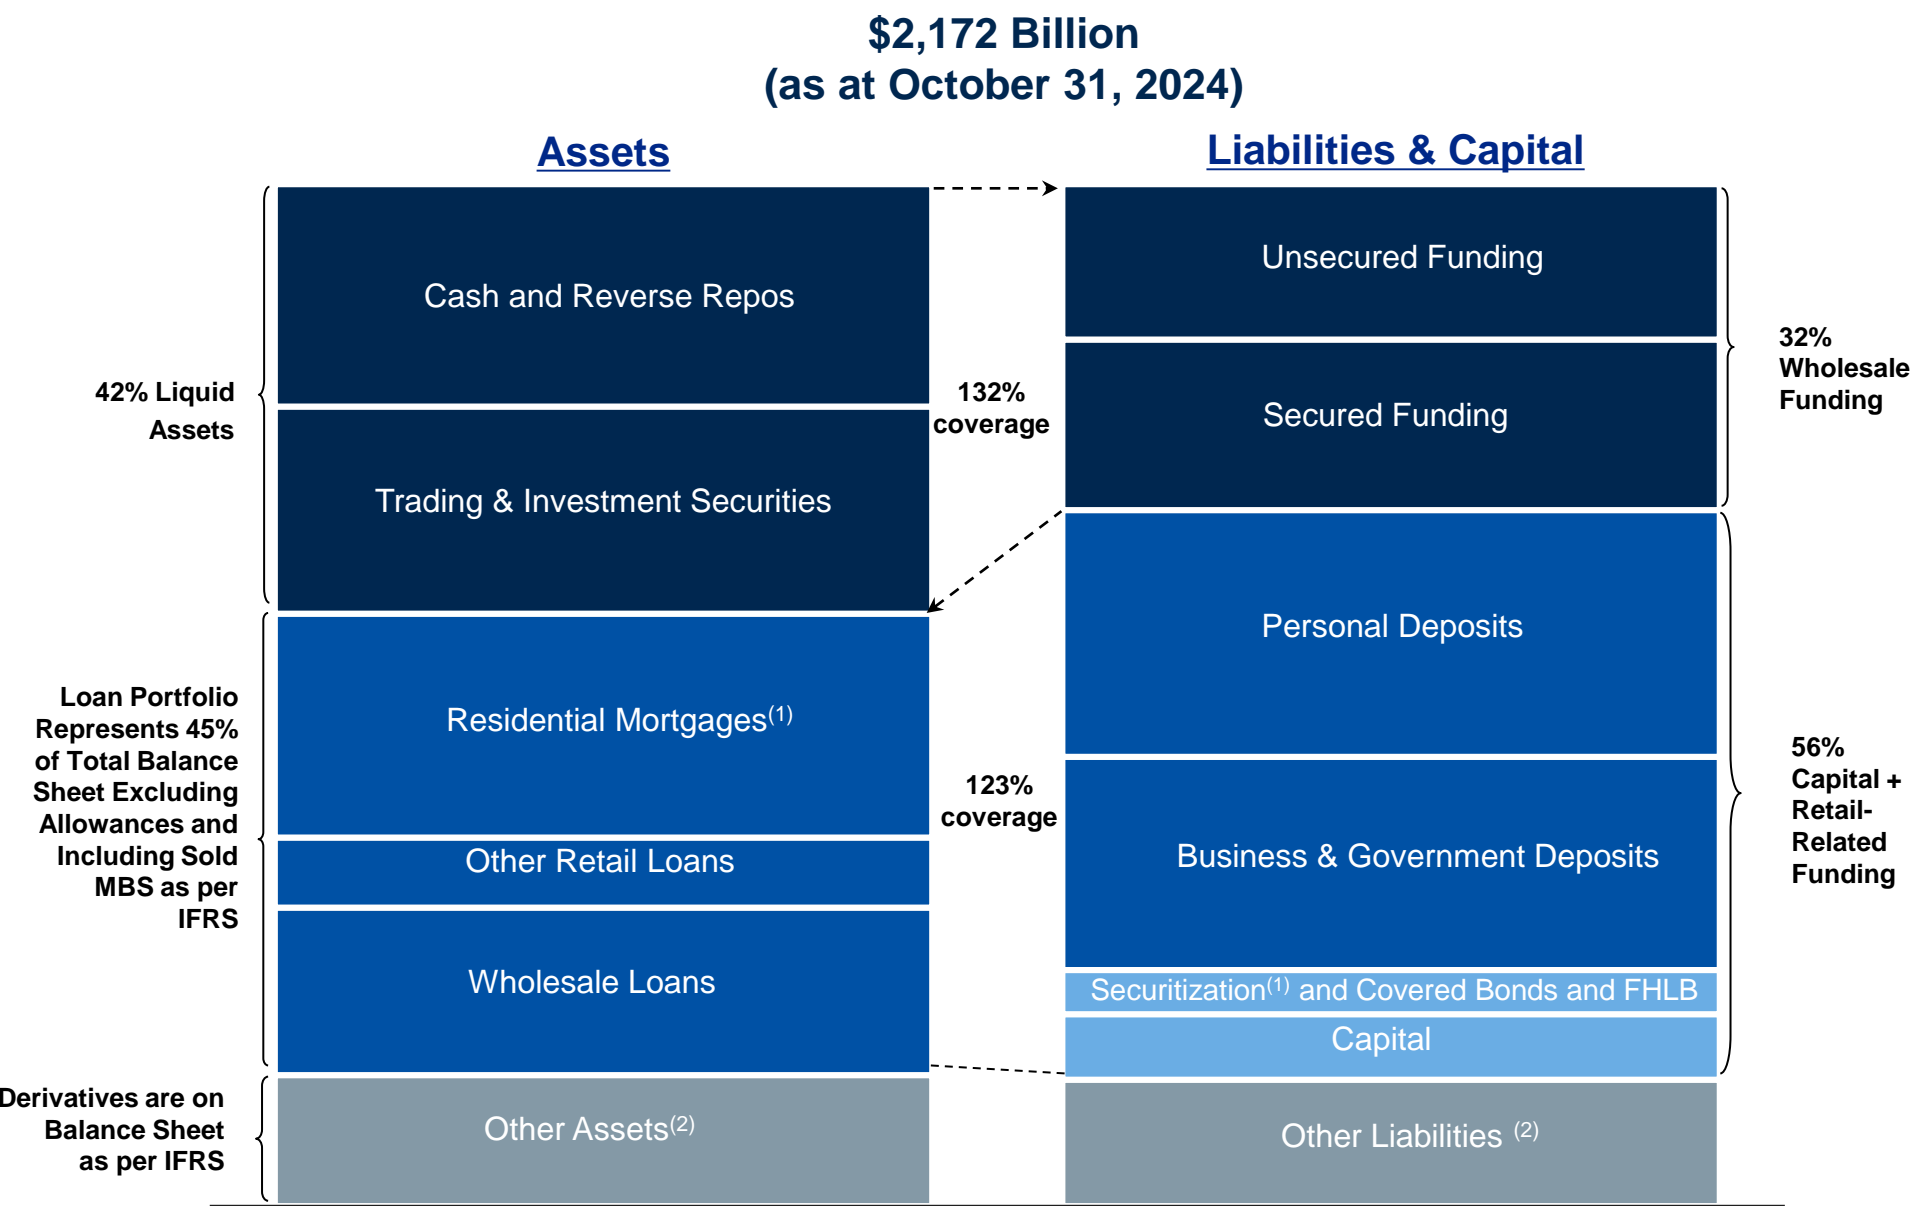 $2,172 Billion
(as at October 31, 2024)
Assets
Liabilities & Capital
42% Liquid
Assets
Cash and Reverse Repos
Trading & Investment Securities
132%
coverage
Unsecured Funding
Secured Funding
32%
Wholesale
Funding
Loan Portfolio
Represents 45%
of Total Balance
Sheet Excluding
Allowances and
Including Sold
MBS as per
IFRS
Residential Mortgages(1)
Other Retail Loans
Wholesale Loans
123%
coverage
Personal Deposits
Business & Government Deposits
Securitization(1) and Covered Bonds and FHLB
Capital
56%
Capital +
Retail-
Related
Funding
Derivatives are on
Balance Sheet
as per IFRS
Other Assets(2)
Other Liabilities (2)